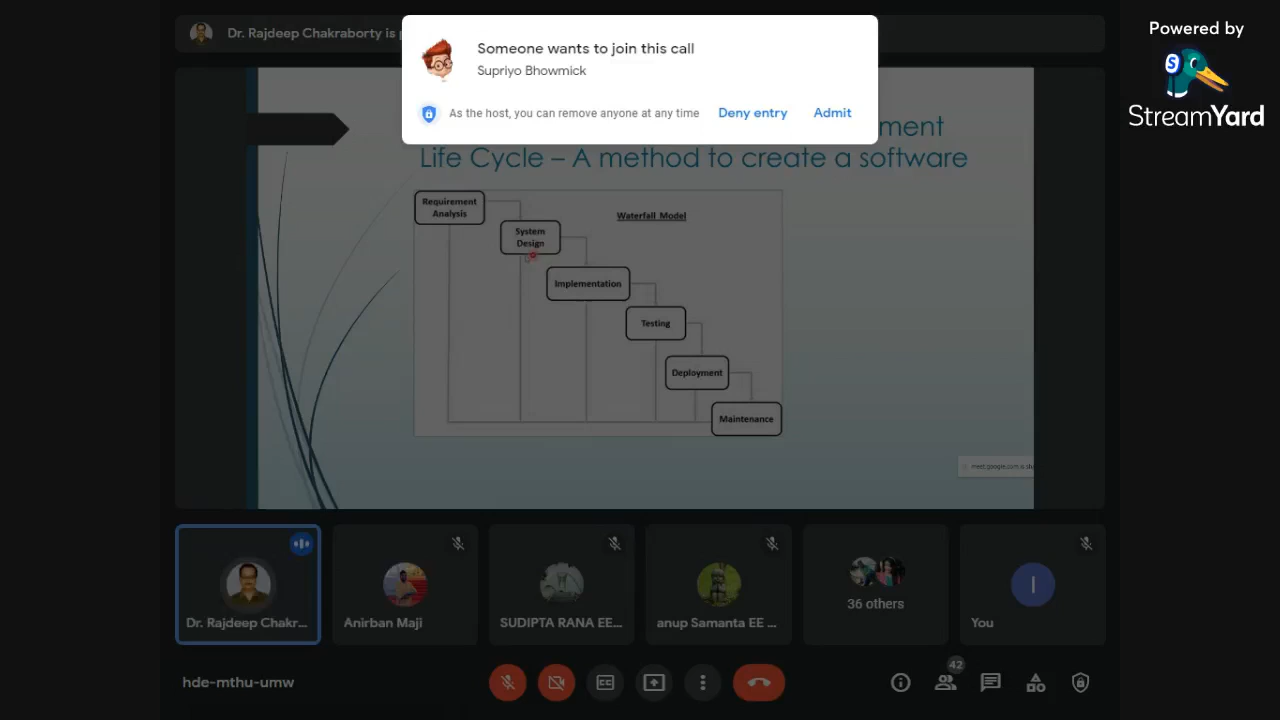 Powered by
StreamYard
Dr. Rajdeep Chakraborty is
Someone wants to join this call
Supriyo Bhowmick
As the host, you can remove anyone at any time
Deny entry
Admit
ment
Life Cycle – A method to create a software
Requirement
Analysis
Waterfall Model
System
Design
Implementation
Testing
Deployment
Maintenance
Dr. Rajdeep Chakr...
Anirban Maji
SUDIPTA RANA EE...
anup Samanta EE ...
36 others
I
You
hde-mthu-umw
42